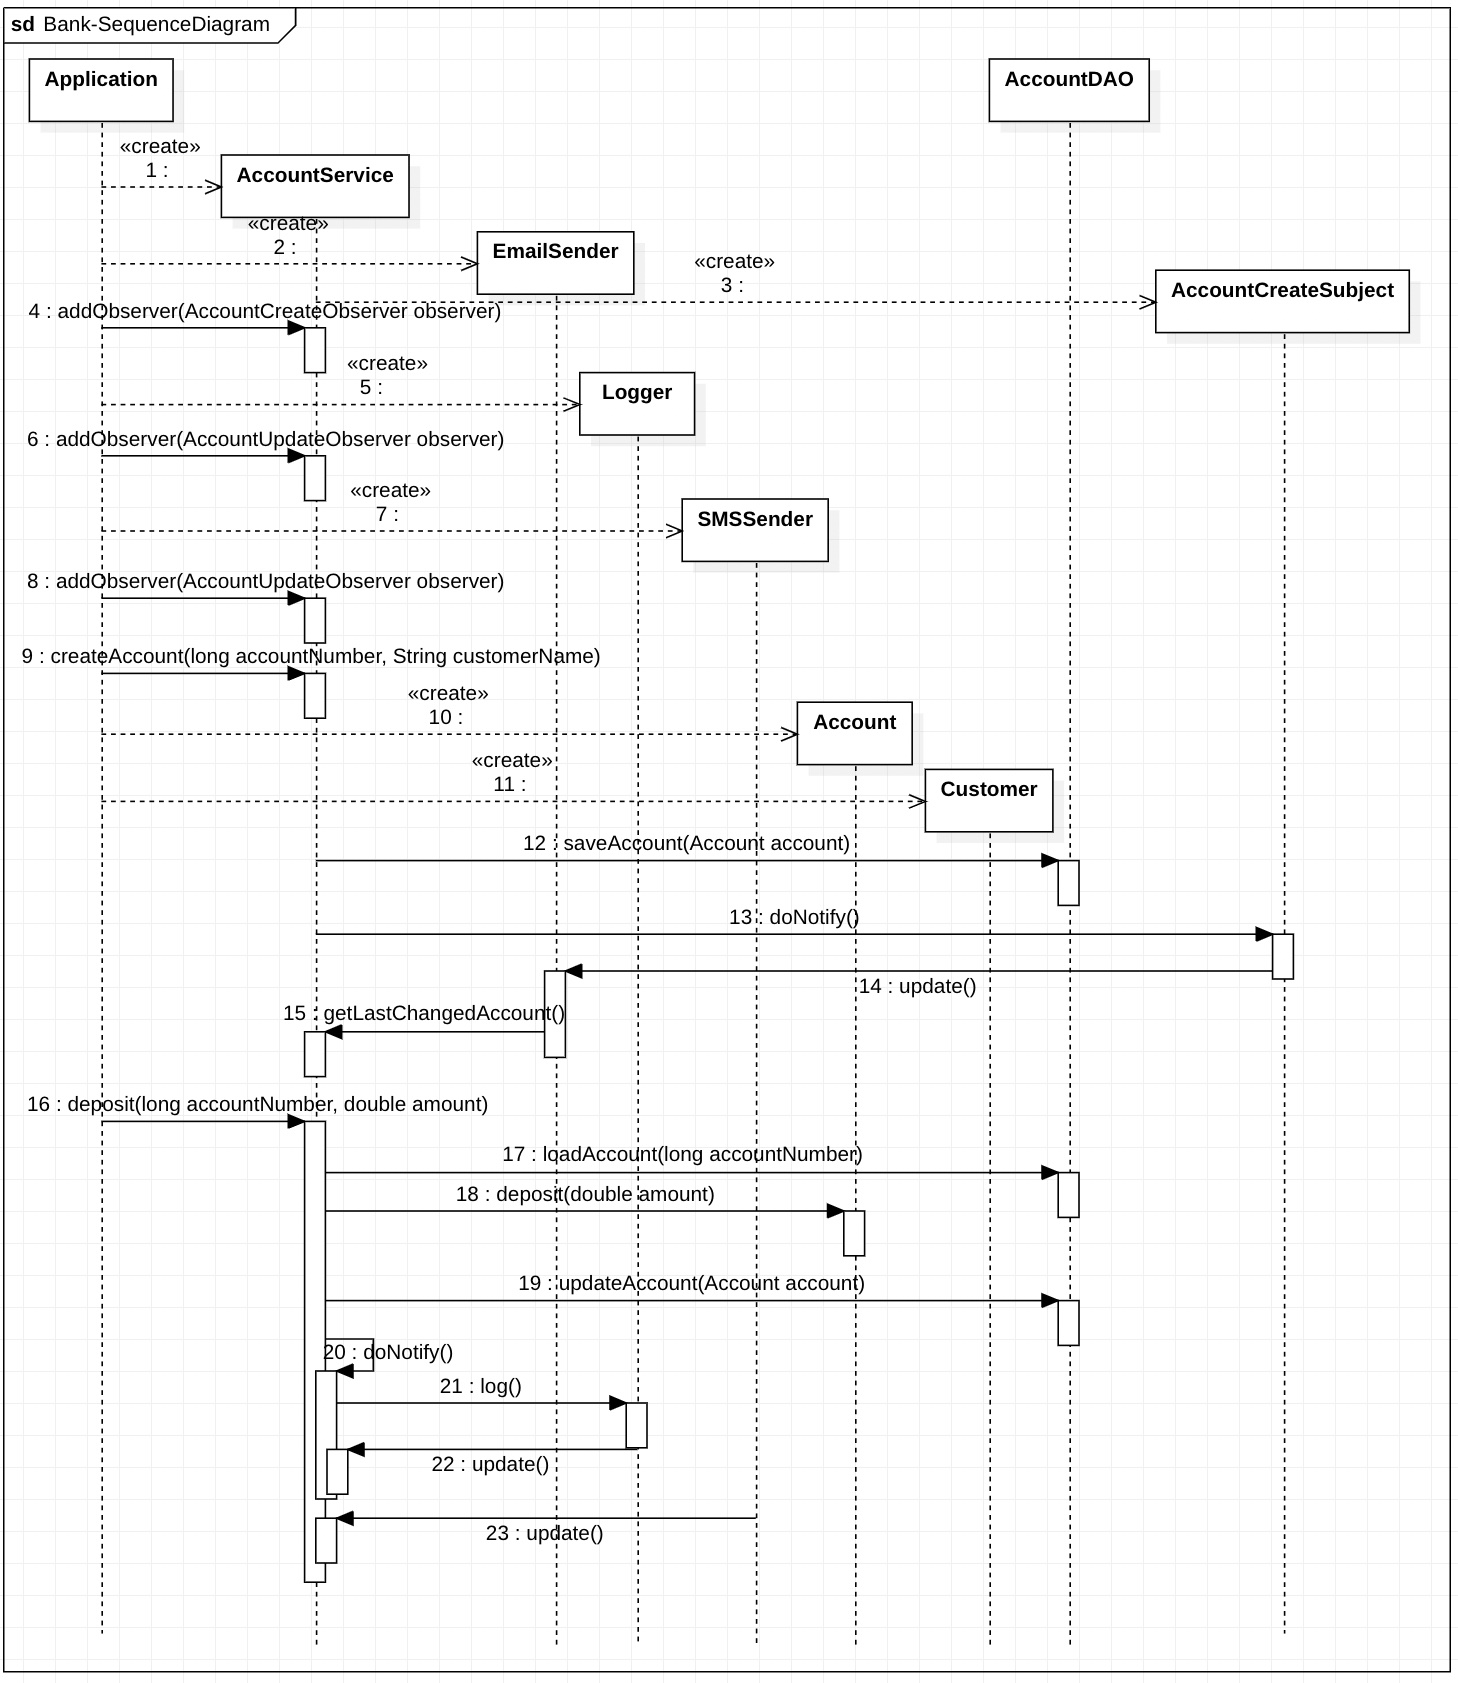 sd Bank-SequenceDiagram
Application
AccountDAO
«create»
1 :
AccountService
«create»
2 :
EmailSender
«create»
3 :
AccountCreateSubject
4 : addObserver(AccountCreateObserver observer)
«create»
5 :
Logger
6 : addObserver(AccountUpdateObserver observer)
«create»
7 :
SMSSender
8 : addObserver(AccountUpdateObserver observer)
9 : createAccount(long accountNumber, String customerName)
«create»
10 :
Account
«create»
11 :
Customer
12 : saveAccount(Account account)
13 : doNotify()
14 : update()
15 : getLastChangedAccount()
16 : deposit(long accountNumber, double amount)
17 : loadAccount(long accountNumber)
18 : deposit(double amount)
19 : updateAccount(Account account)
20 : doNotify()
21 : log()
22 : update()
23 : update()